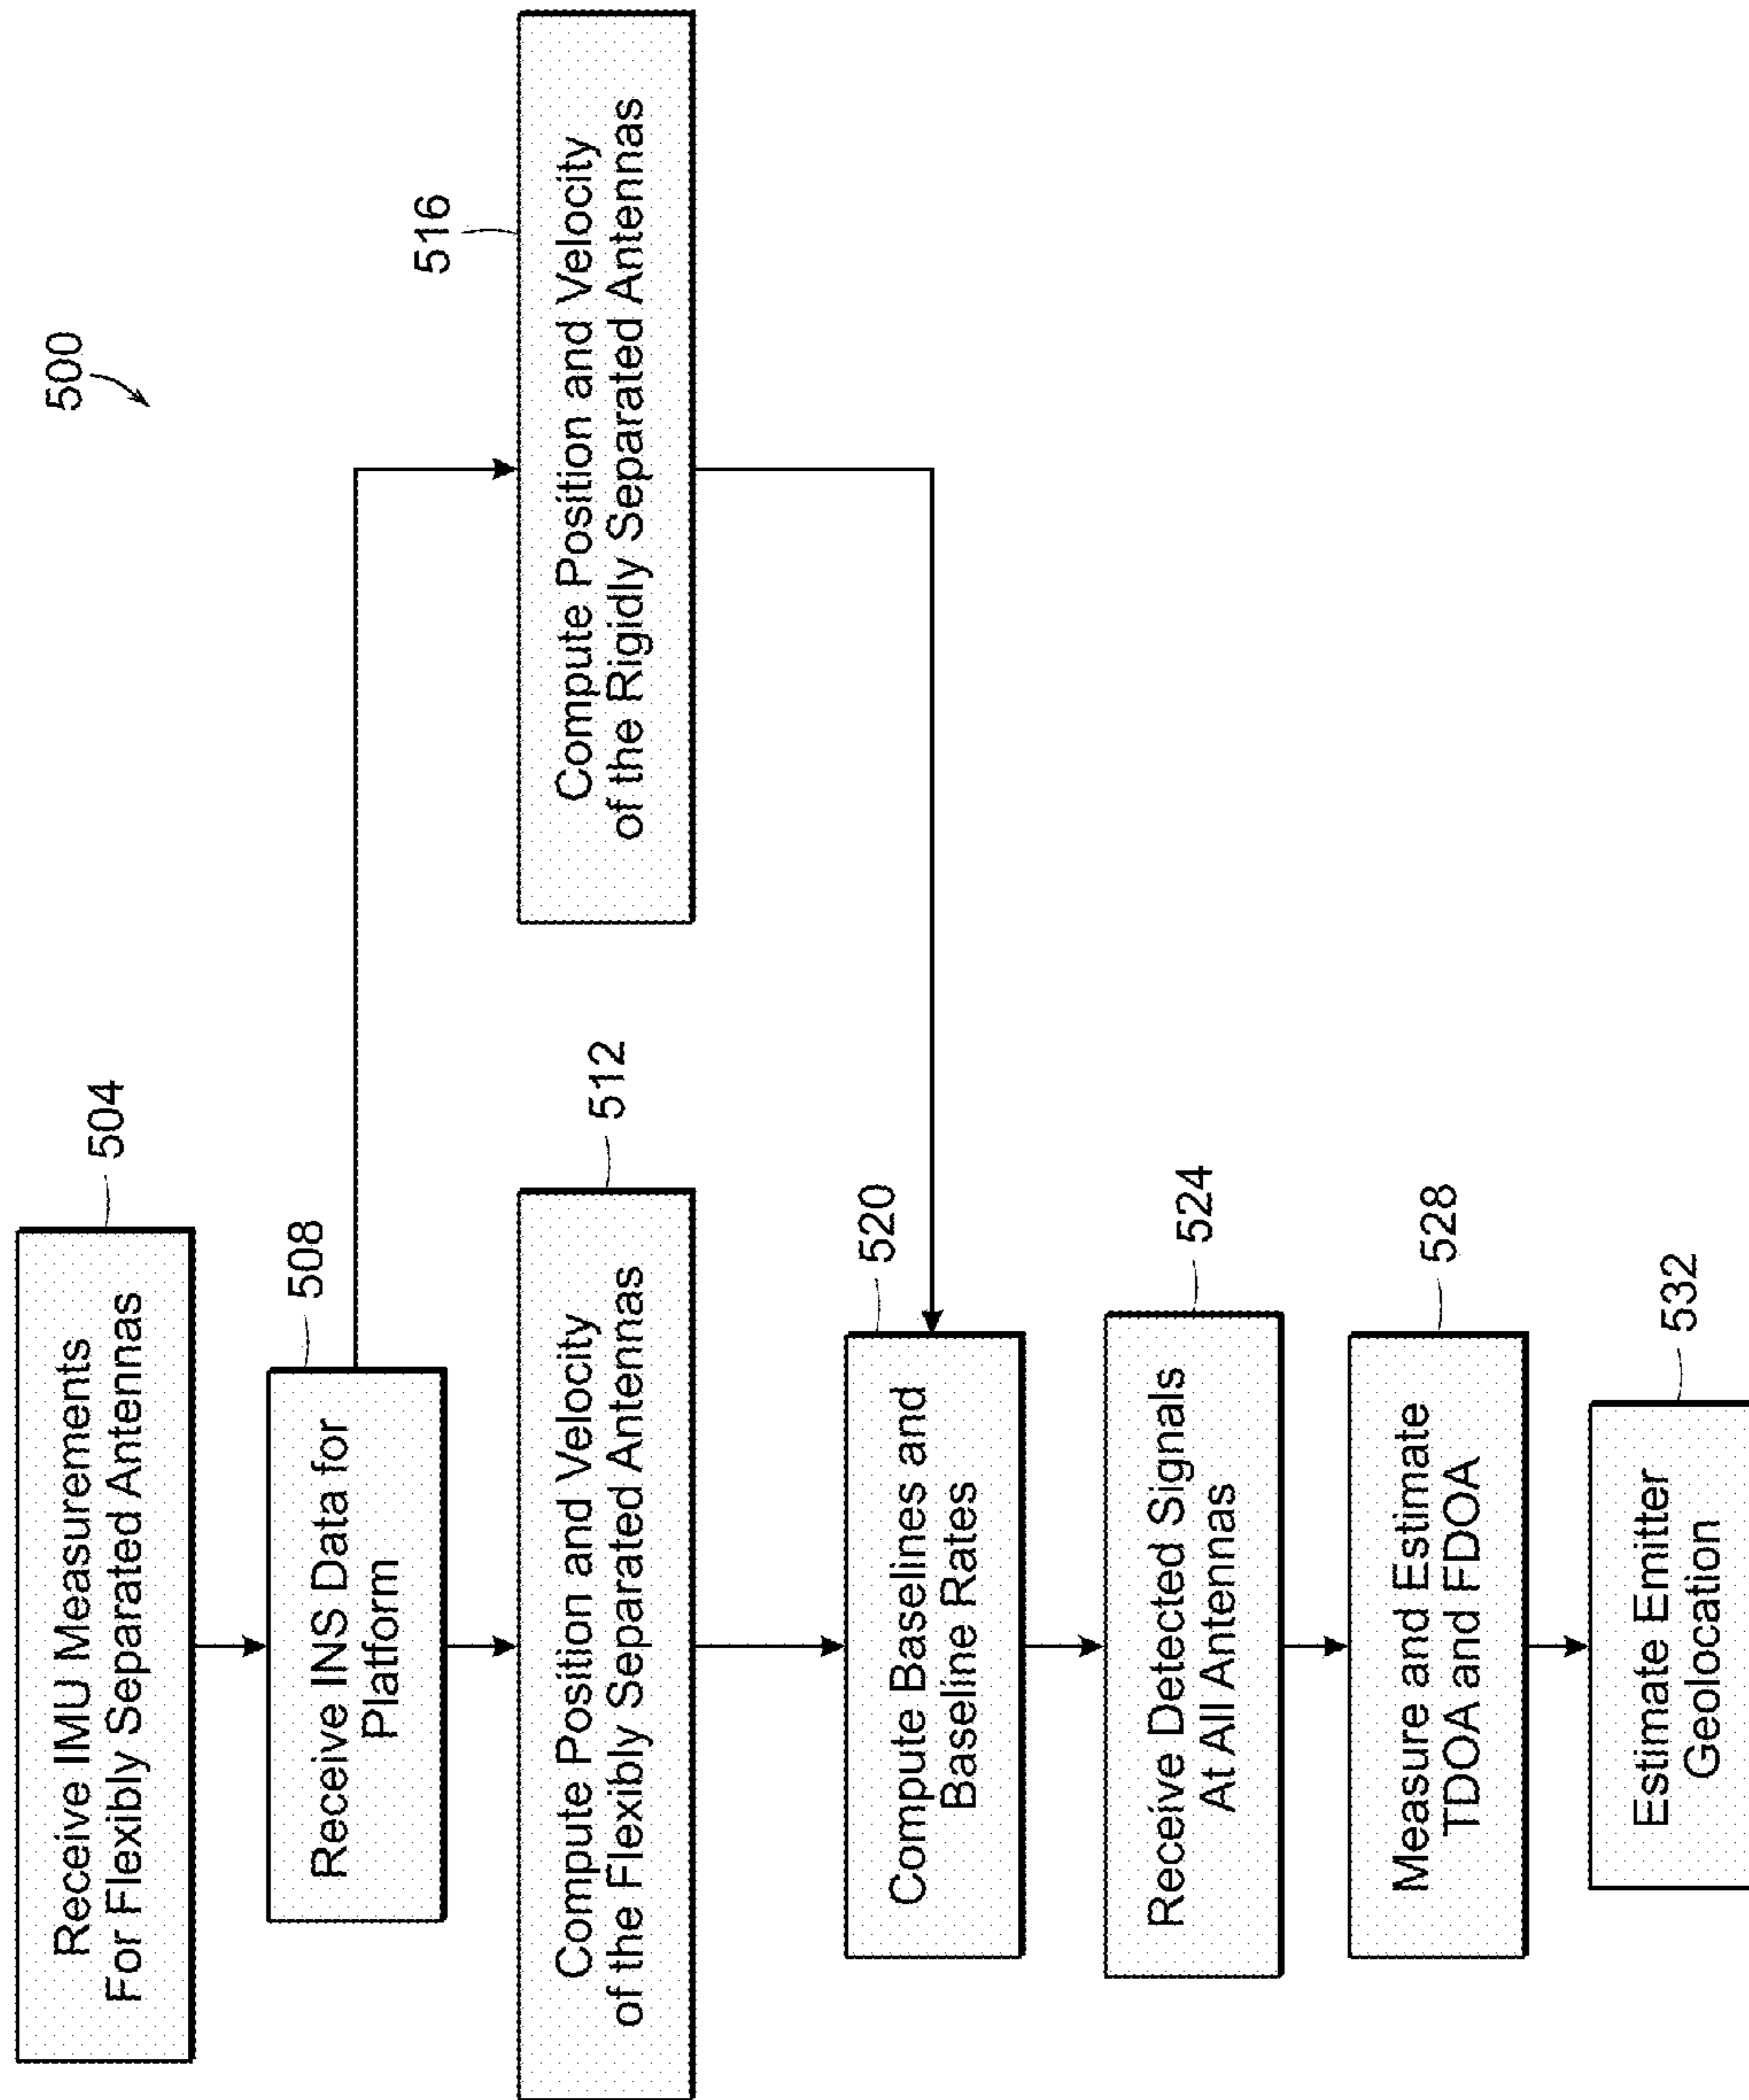 500
Receive IMU Measurements
For Flexibly Separated Antennas
504
Receive INS Data for
Platform
508
Compute Position and Velocity
of the Flexibly Separated Antennas
512
Compute Position and Velocity
of the Rigidly Separated Antennas
516
Compute Baselines and
Baseline Rates
520
Receive Detected Signals
At All Antennas
524
Measure and Estimate
TDOA and FDOA
528
Estimate Emitter
Geolocation
532